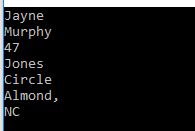 Jayne
Murphy
47
Jones
Circle
Almond,
NC